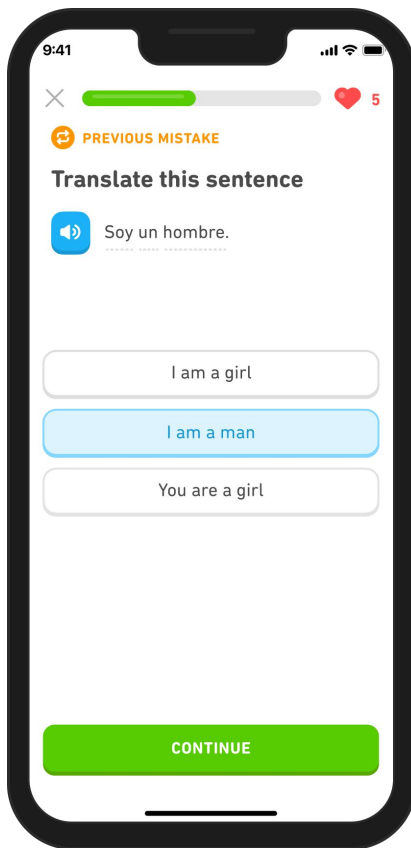 9:41
5
PREVIOUS MISTAKE
Translate this sentence
Soy un hombre.
I am a girl
I am a man
You are a girl
CONTINUE